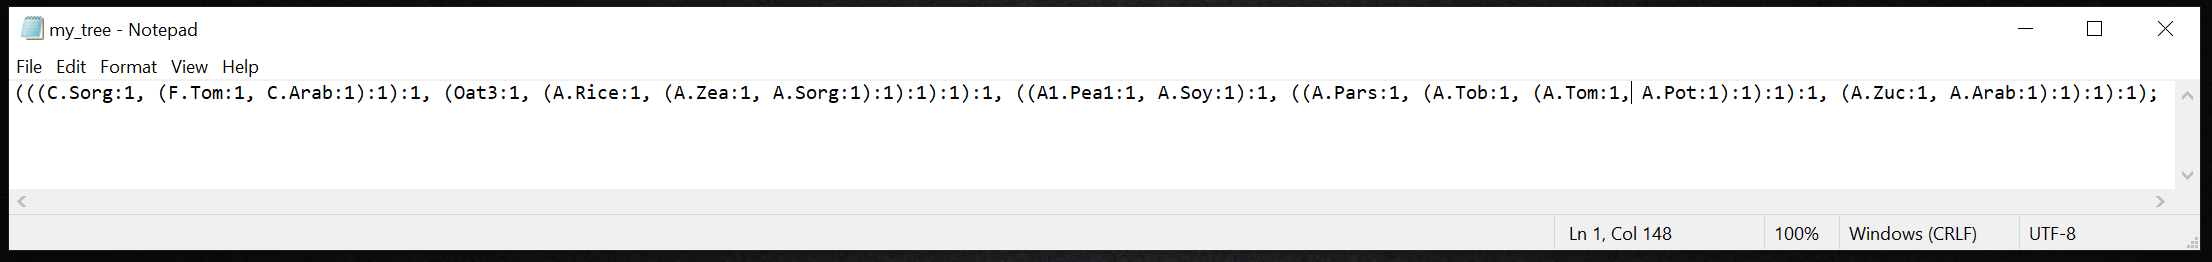 my_tree - Notepad
File Edit Format View Help
(((C.Sorg:1, (F.Tom:1, C.Arab:1):1):1, (Oat3:1, (A.Rice:1, (A.Zea:1, A.Sorg:1):1):1):1):1, ((A1.Pea1:1, A.Soy:1):1, ((A.Pars:1, (A.Tob:1, (A.Tom:1, A.Pot:1):1):1):1, (A.Zuc:1, A.Arab:1):1):1):1);
Ln 1, Col 148 100% Windows (CRLF) UTF-8